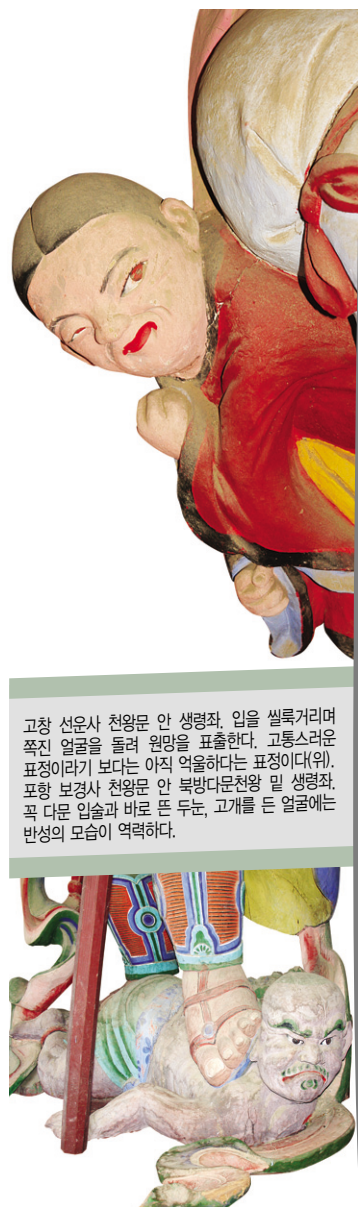 고창 선운사 천왕문 안 생령좌. 입을 씰룩거리며
쪽진 얼굴을 돌려 원망을 표출한다. 고통스러운
표정이라기 보다는 아직 억울하다는 표정이다(위).
포항 보경사 천왕문 안 북방다문천왕 밑 생령좌.
꼭 다문 입술과 바로 뜬 두눈, 고개를 든 얼굴에는
반성의 모습이 역력하다.